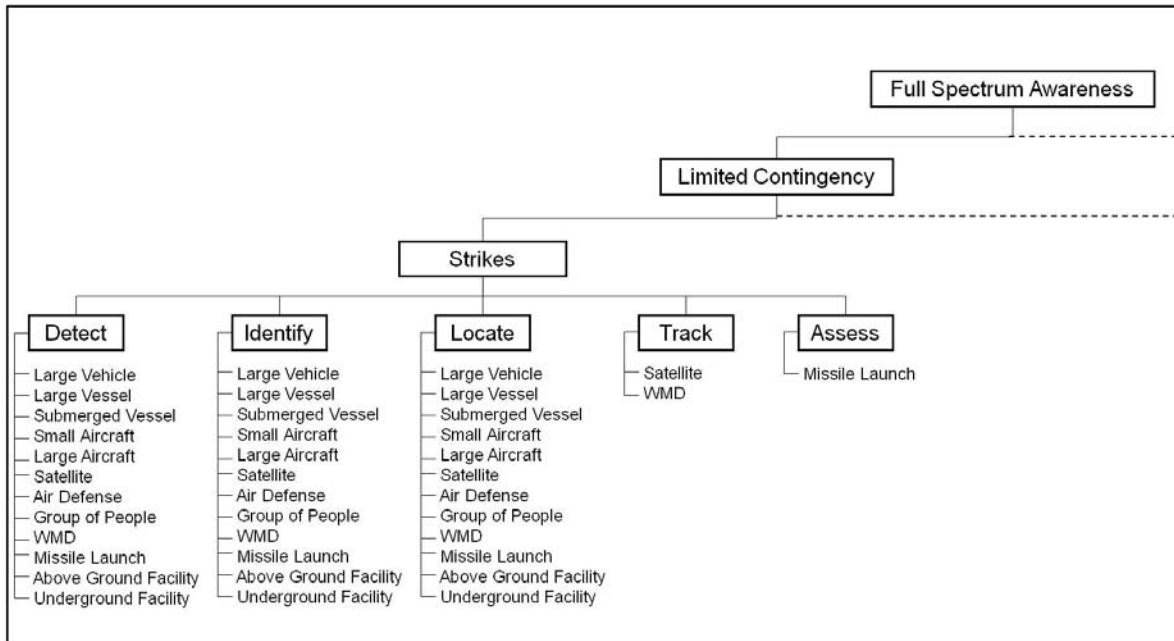 Full Spectrum Awareness
Limited Contingency
Strikes
Detect
Large Vehicle
Large Vessel
Submerged Vessel
Small Aircraft
Large Aircraft
Satellite
Air Defense
Group of People
WMD
Missile Launch
Above Ground Facility
Underground Facility
Identify
Large Vehicle
Large Vessel
Submerged Vessel
Small Aircraft
Large Aircraft
Satellite
Air Defense
Group of People
WMD
Missile Launch
Above Ground Facility
Underground Facility
Locate
Large Vehicle
Large Vessel
Submerged Vessel
Small Aircraft
Large Aircraft
Satellite
Air Defense
Group of People
WMD
Missile Launch
Above Ground Facility
Underground Facility
Track
Satellite
WMD
Assess
Missile Launch